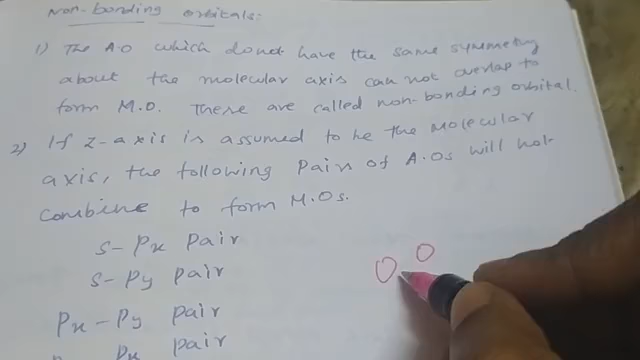 Non-bonding orbitals:-
1) The A.O which donot have the same symmetry
about the molecular axis can not overlap to
form M.O. These are called non-bonding orbital.
2) If z-axis is assumed to be the molecular
axis, the following pairs of A.Os will not
combine to form M.Os.
s-Px pair
s-Py pair
Px-Py pair
Px pair